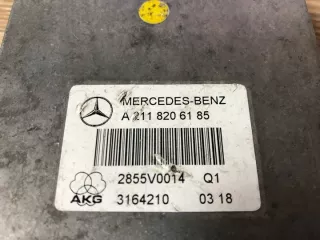 MERCEDES-BENZ
A 211 820 61 85
2855V0014 Q1
AKG 3164210 03 18